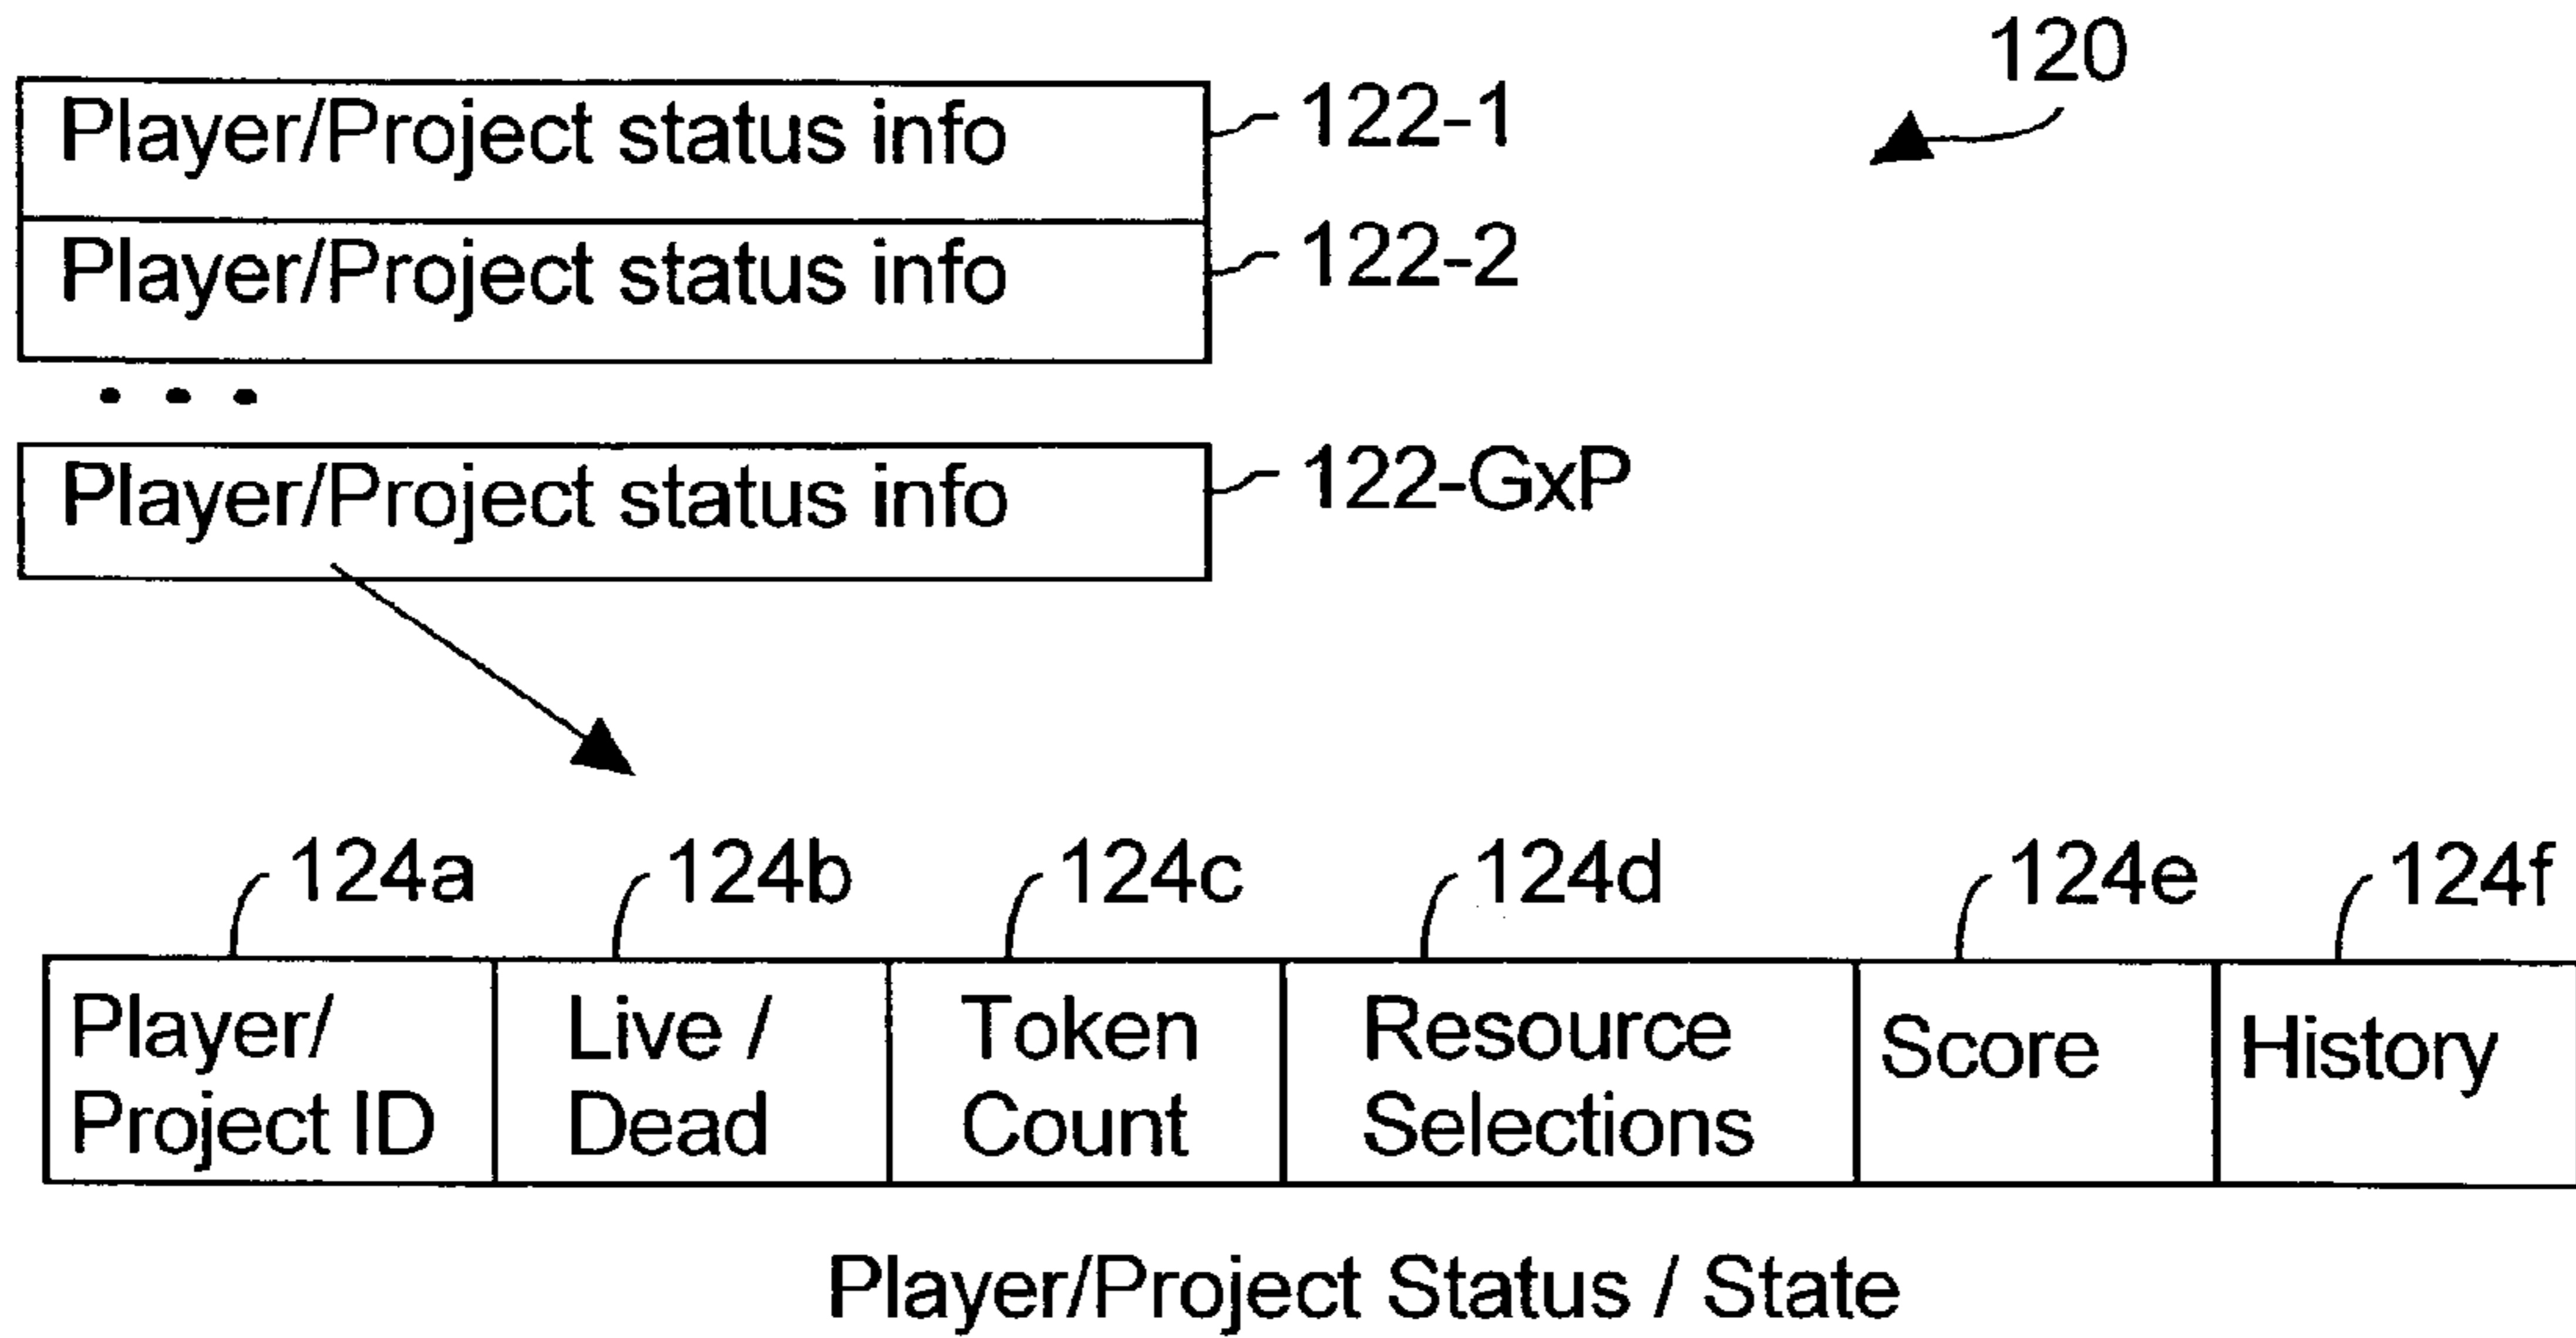 120
Player/Project status info 122-1
Player/Project status info 122-2
Player/Project status info 122-GxP
124a 124b 124c 124d 124e 124f
Player/ Live / Token Resource Score History
Project ID Dead Count Selections
Player/Project Status / State